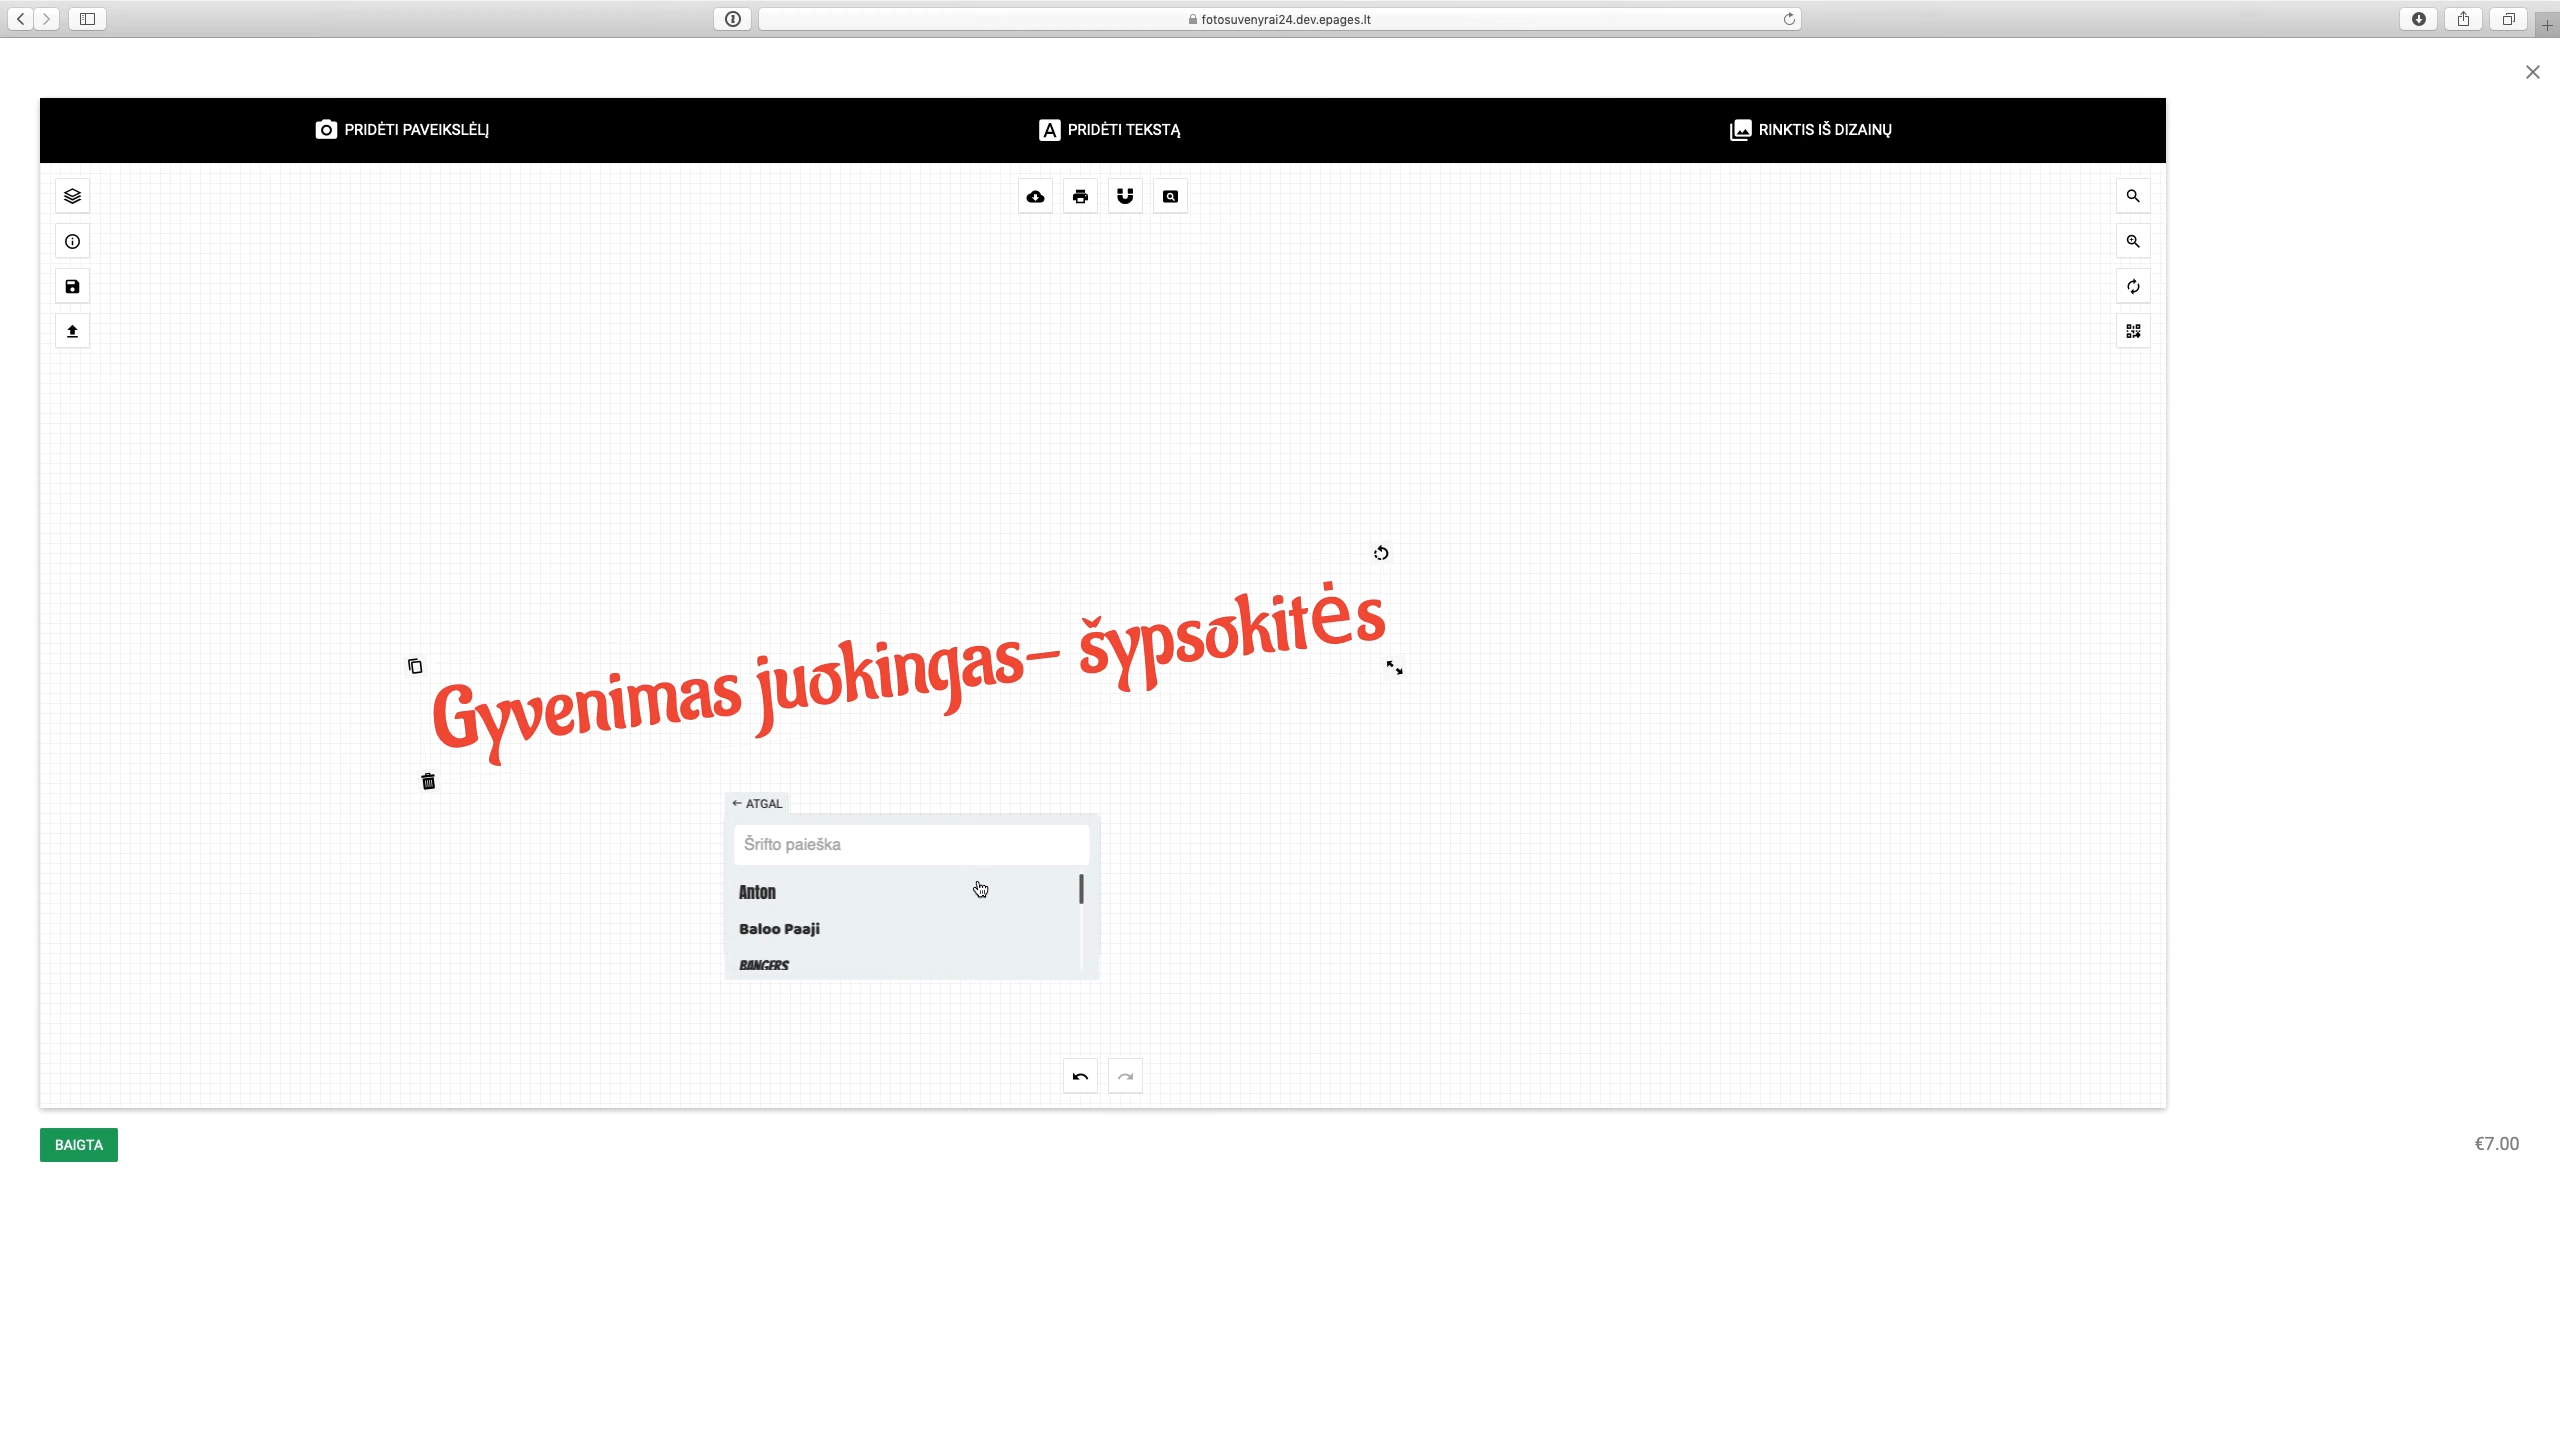 fotosuvenyrai24.dev.epages.lt
PRIDĖTI PAVEIKSLĖLĮ
PRIDĖTI TEKSTĄ
RINKTIS IŠ DIZAINŲ
Gyvenimas juokingas– šypsokitės
← ATGAL
Šrifto paieška
Anton
Baloo Paaji
BANGERS
BAIGTA
€7.00